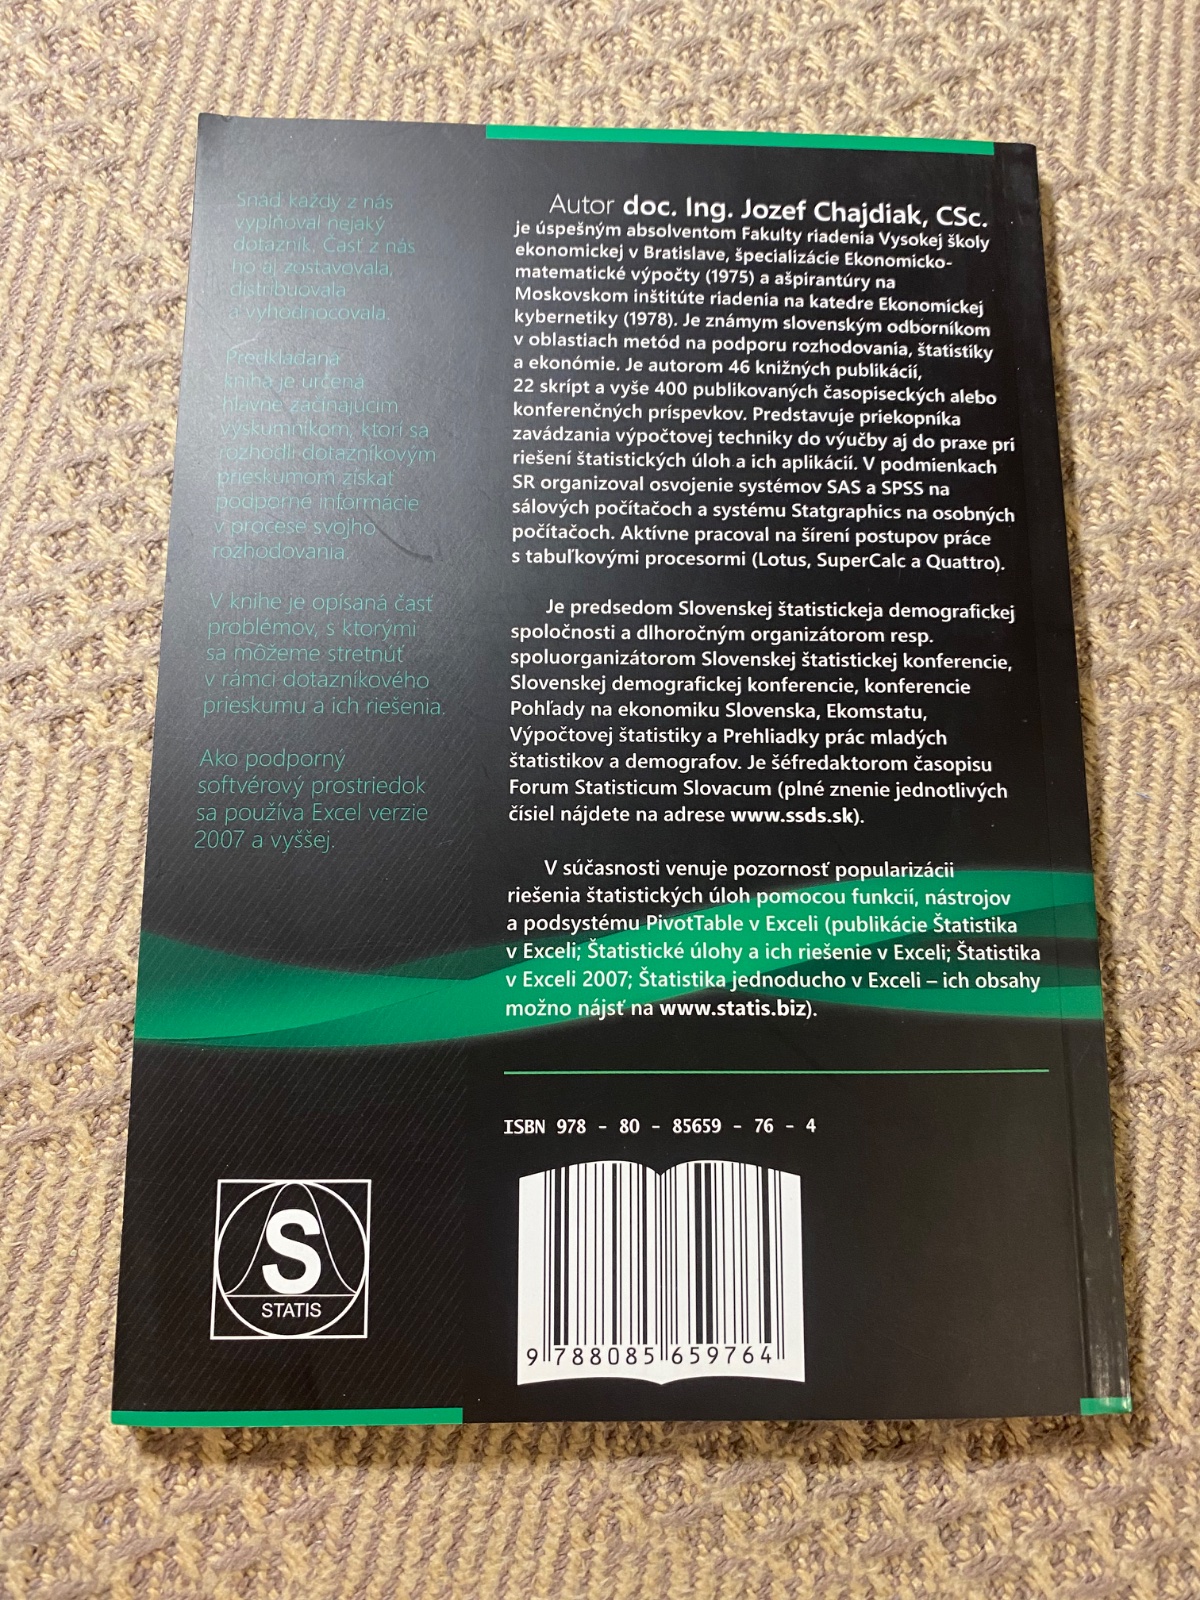 Snáď každý z nás
vyplňoval nejaký
dotazník. Časť z nás
ho aj zostavovala,
distribuovala
a vyhodnocovala.
Predkladaná
kniha je určená
hlavne začínajúcim
výskumníkom, ktorí sa
rozhodli dotazníkovým
prieskumom získať
podporné informácie
v procese svojho
rozhodovania.
V knihe je opísaná časť
problémov, s ktorými
sa môžeme stretnúť
v rámci dotazníkového
prieskumu a ich riešenia.
Ako podporný
softvérový prostriedok
sa používa Excel verzie
2007 a vyššej.
Autor doc. Ing. Jozef Chajdiak, CSc.
je úspešným absolventom Fakulty riadenia Vysokej školy
ekonomickej v Bratislave, špecializácie Ekonomicko-
matematické výpočty (1975) a ašpirantúry na
Moskovskom inštitúte riadenia na katedre Ekonomickej
kybernetiky (1978). Je známym slovenským odborníkom
v oblastiach metód na podporu rozhodovania, štatistiky
a ekonómie. Je autorom 46 knižných publikácií,
22 skrípt a vyše 400 publikovaných časopiseckých alebo
konferenčných príspevkov. Predstavuje priekopníka
zavádzania výpočtovej techniky do výučby aj do praxe pri
riešení štatistických úloh a ich aplikácií. V podmienkach
SR organizoval osvojenie systémov SAS a SPSS na
sálových počítačoch a systému Statgraphics na osobných
počítačoch. Aktívne pracoval na šírení postupov práce
s tabuľkovými procesormi (Lotus, SuperCalc a Quattro).
Je predsedom Slovenskej štatistickeja demografickej
spoločnosti a dlhoročným organizátorom resp.
spoluorganizátorom Slovenskej štatistickej konferencie,
Slovenskej demografickej konferencie, konferencie
Pohľady na ekonomiku Slovenska, Ekomstatu,
Výpočtovej štatistiky a Prehliadky prác mladých
štatistikov a demografov. Je šéfredaktorom časopisu
Forum Statisticum Slovacum (plné znenie jednotlivých
čísiel nájdete na adrese www.ssds.sk).
V súčasnosti venuje pozornosť popularizácii
riešenia štatistických úloh pomocou funkcií, nástrojov
a podsystému PivotTable v Exceli (publikácie Štatistika
v Exceli; Štatistické úlohy a ich riešenie v Exceli; Štatistika
v Exceli 2007; Štatistika jednoducho v Exceli – ich obsahy
možno nájsť na www.statis.biz).
ISBN 978 - 80 - 85659 - 76 - 4
9 788085 659764
S
STATIS